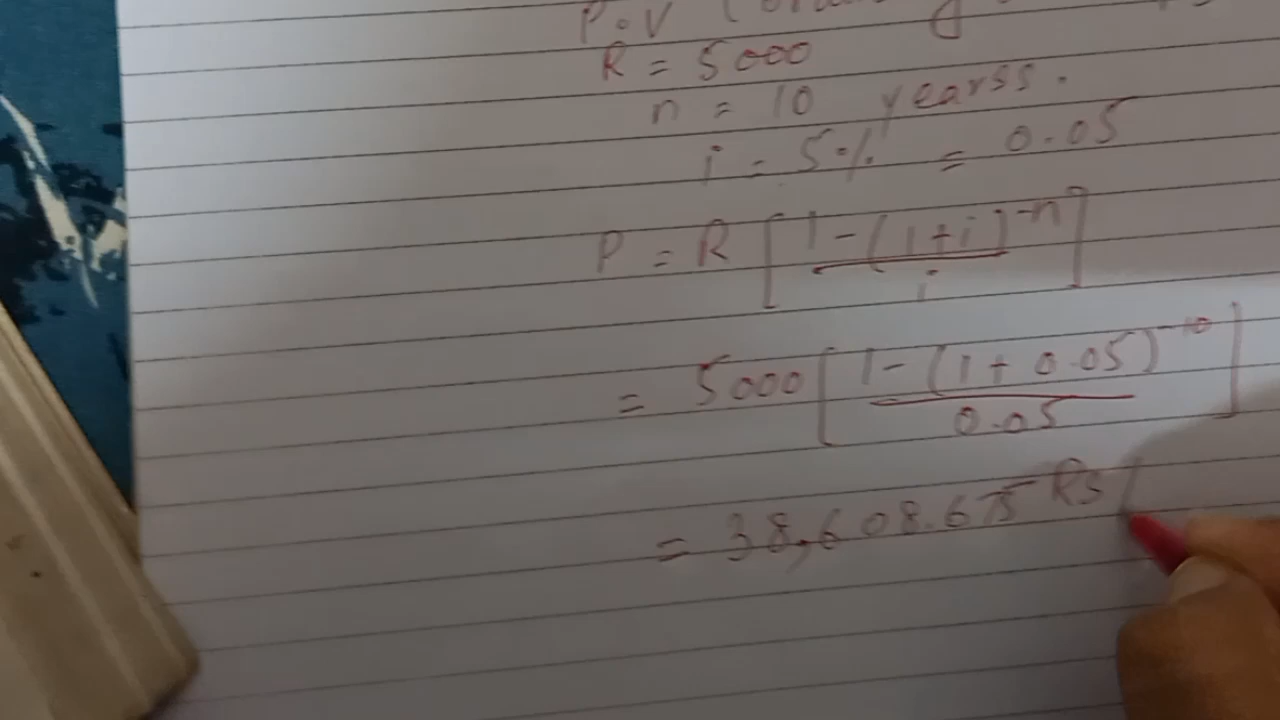 P.V
R = 5000
n = 10 yearss.
i = 5% = 0.05
P = R [ 1-(1+i)^-n / i ]
= 5000 [ 1-(1+0.05)^-10 / 0.05 ]
= 38,608.675 Rs/